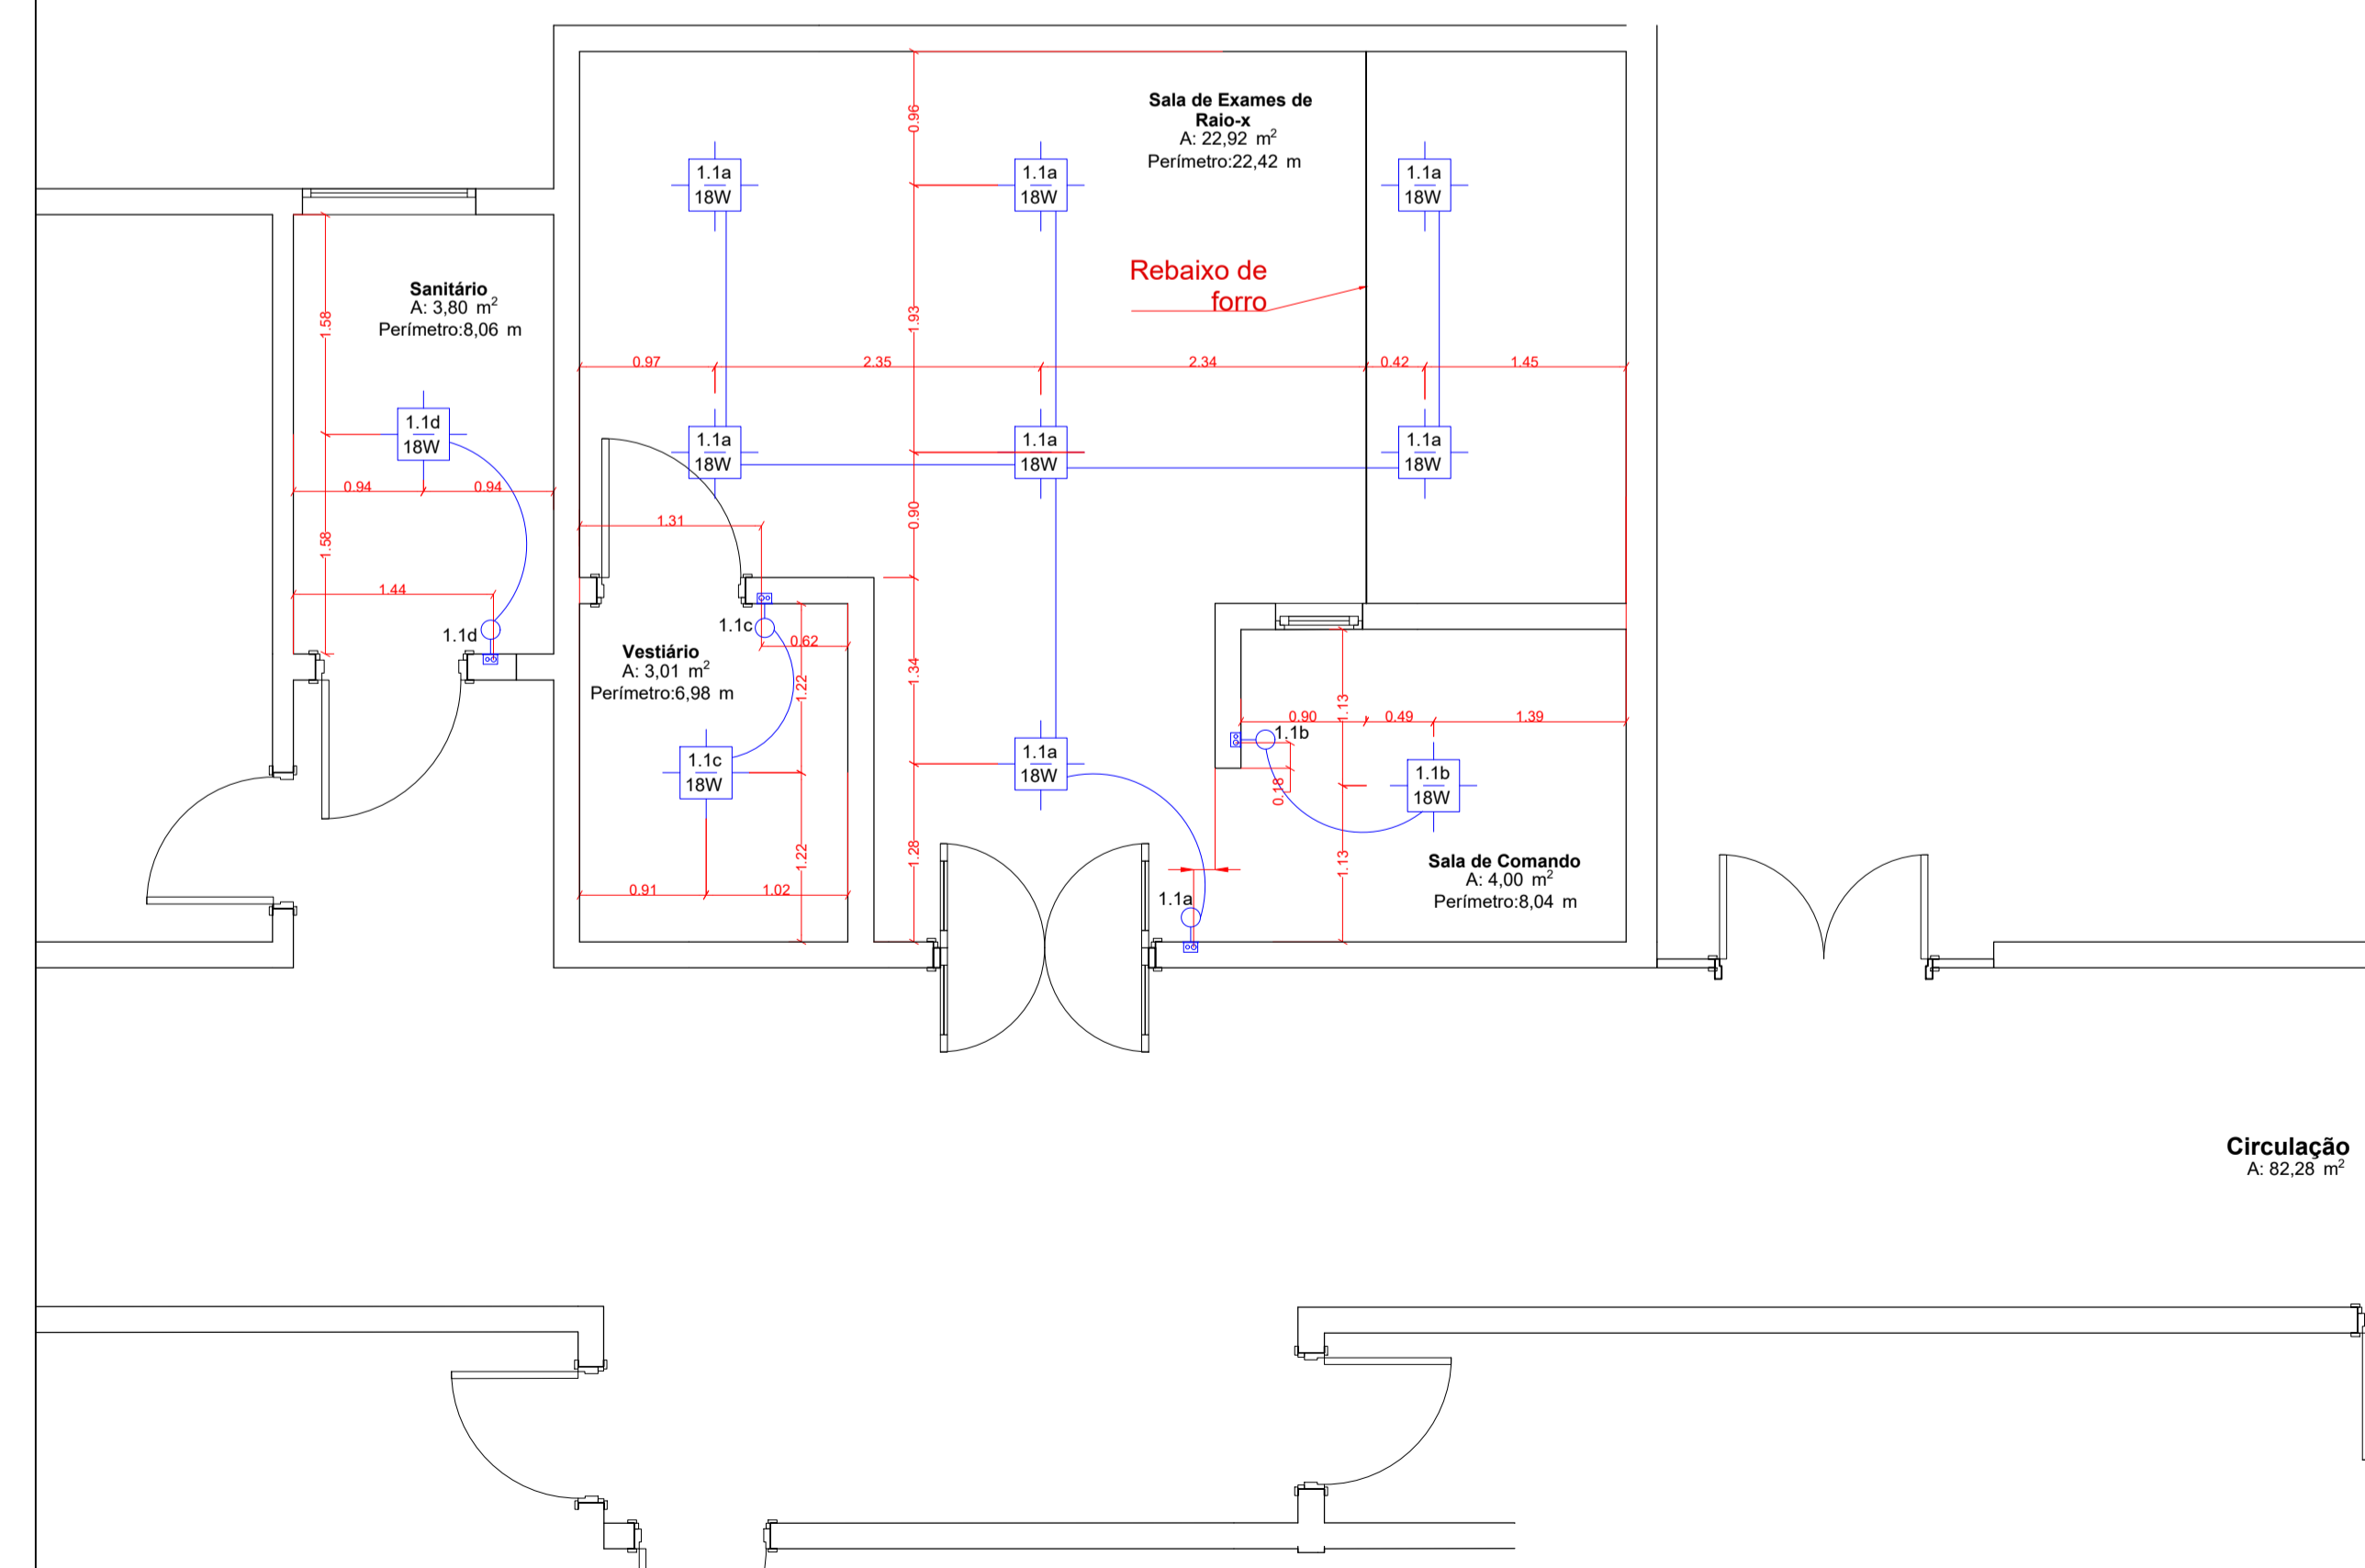 Sala de Exames de
Raio-x
A: 22,92 m²
Perímetro:22,42 m
0.96
1.1a
18W
1.1a
18W
1.1a
18W
Rebaixo de
forro
Sanitário
A: 3,80 m²
Perímetro:8,06 m
1.58
1.93
0.97
2.35
2.34
0.42
1.45
1.1d
18W
1.1a
18W
1.1a
18W
1.1a
18W
0.94
0.94
1.58
1.31
0.90
1.44
1.1d
1.1c
0.62
Vestiário
A: 3,01 m²
Perímetro:6,98 m
1.22
1.34
1.13
0.90
0.49
1.39
1.1b
1.1c
18W
1.1a
18W
1.1b
18W
0.18
1.22
1.28
1.13
Sala de Comando
A: 4,00 m²
Perímetro:8,04 m
0.91
1.02
1.1a
Circulação
A: 82,28 m²